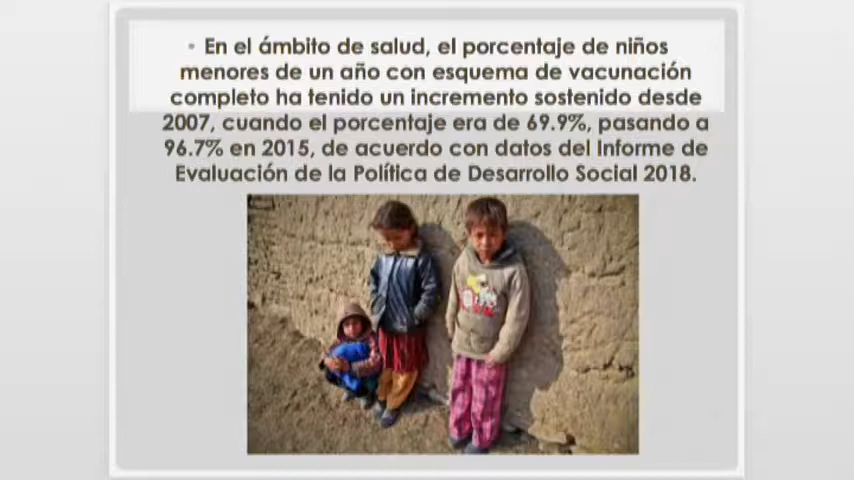 • En el ámbito de salud, el porcentaje de niños
menores de un año con esquema de vacunación
completo ha tenido un incremento sostenido desde
2007, cuando el porcentaje era de 69.9%, pasando a
96.7% en 2015, de acuerdo con datos del Informe de
Evaluación de la Política de Desarrollo Social 2018.